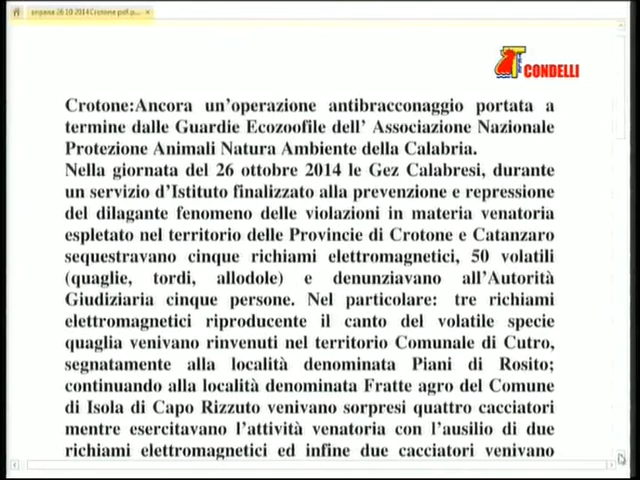 anpana 26 10 2014 Crotone pdf.p...
CONDELLI
Crotone:Ancora un'operazione antibracconaggio portata a
termine dalle Guardie Ecozoofile dell' Associazione Nazionale
Protezione Animali Natura Ambiente della Calabria.
Nella giornata del 26 ottobre 2014 le Gez Calabresi, durante
un servizio d'Istituto finalizzato alla prevenzione e repressione
del dilagante fenomeno delle violazioni in materia venatoria
espletato nel territorio delle Provincie di Crotone e Catanzaro
sequestravano cinque richiami elettromagnetici, 50 volatili
(quaglie, tordi, allodole) e denunziavano all'Autorità
Giudiziaria cinque persone. Nel particolare: tre richiami
elettromagnetici riproducente il canto del volatile specie
quaglia venivano rinvenuti nel territorio Comunale di Cutro,
segnatamente alla località denominata Piani di Rosito;
continuando alla località denominata Fratte agro del Comune
di Isola di Capo Rizzuto venivano sorpresi quattro cacciatori
mentre esercitavano l'attività venatoria con l'ausilio di due
richiami elettromagnetici ed infine due cacciatori venivano